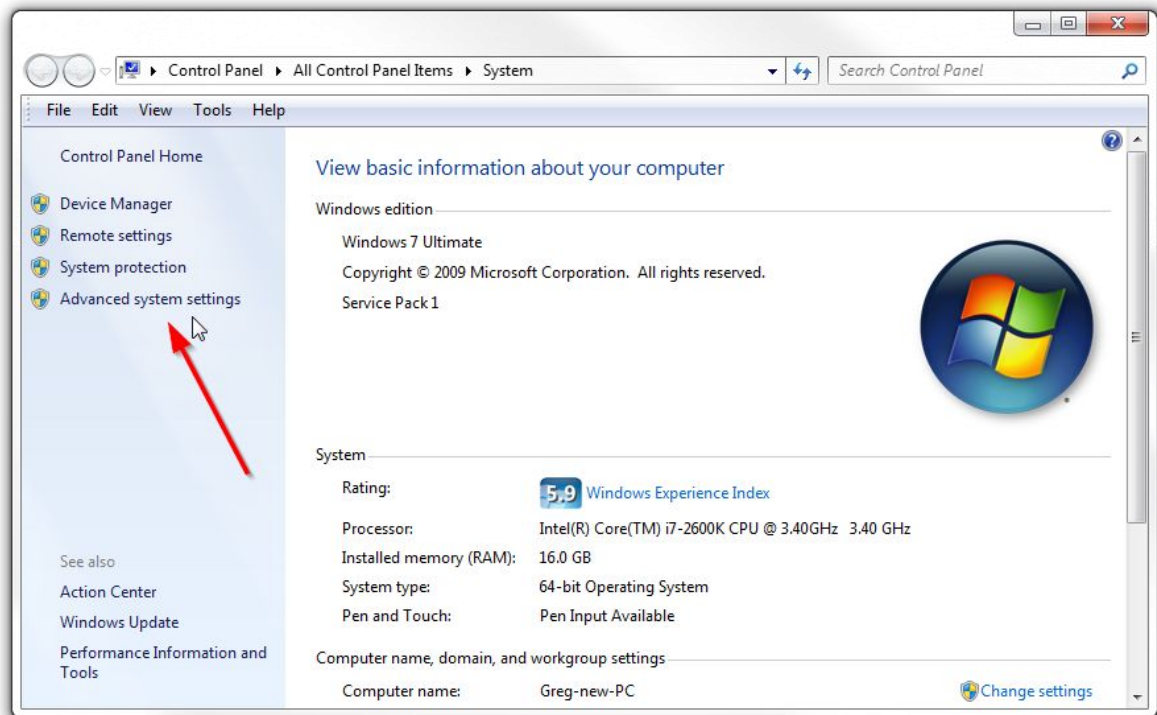 Control Panel ▸ All Control Panel Items ▸ System
Search Control Panel
File Edit View Tools Help
Control Panel Home
Device Manager
Remote settings
System protection
Advanced system settings
See also
Action Center
Windows Update
Performance Information and
Tools
View basic information about your computer
Windows edition
Windows 7 Ultimate
Copyright © 2009 Microsoft Corporation. All rights reserved.
Service Pack 1
System
Rating: 5.9 Windows Experience Index
Processor: Intel(R) Core(TM) i7-2600K CPU @ 3.40GHz 3.40 GHz
Installed memory (RAM): 16.0 GB
System type: 64-bit Operating System
Pen and Touch: Pen Input Available
Computer name, domain, and workgroup settings
Computer name: Greg-new-PC Change settings